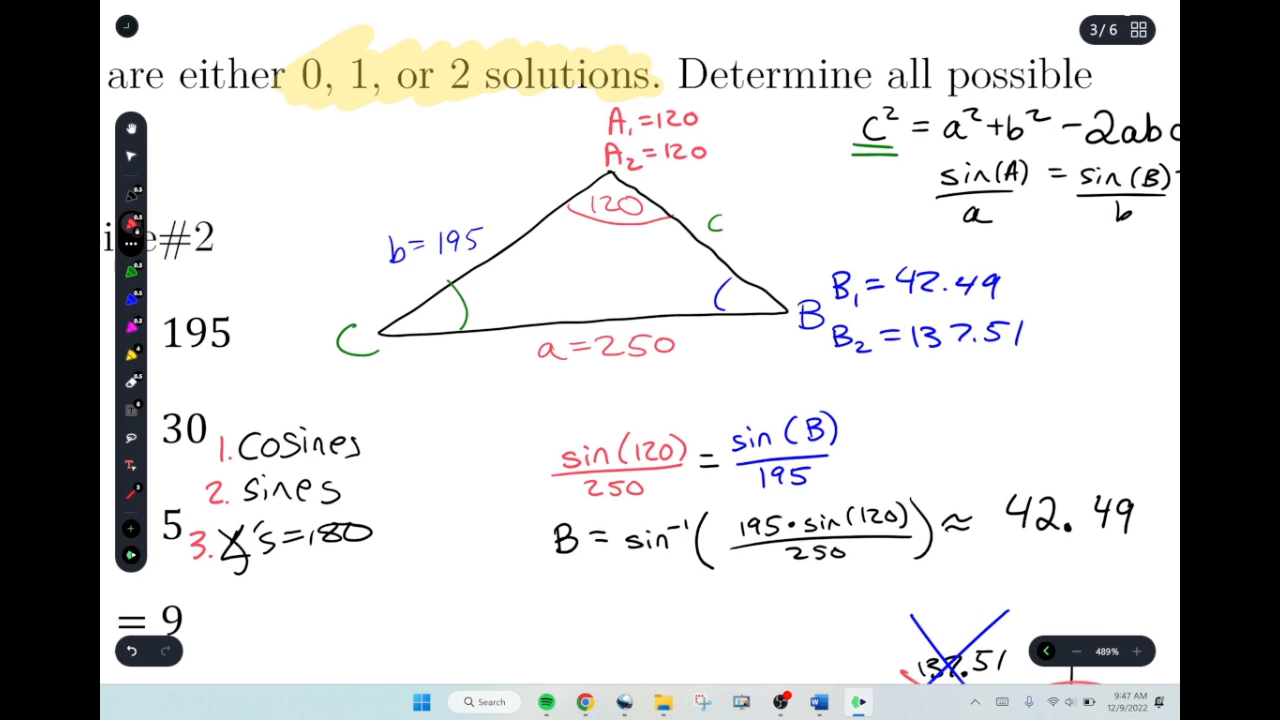 3/6
are either 0, 1, or 2 solutions. Determine all possible
A₁=120
A₂=120
c² = a²+b²-2abc
sin(A)/a = sin(B)/b
#2
120
c
b=195
B₁=42.49
B
B₂=137.51
C
a=250
195
30
1. Cosines
2. sines
5
3. ∡'s=180
sin(120)/250 = sin(B)/195
B = sin⁻¹(195·sin(120)/250) ≈ 42.49
= 9
137.51
489%
Search
9:47 AM
12/9/2022